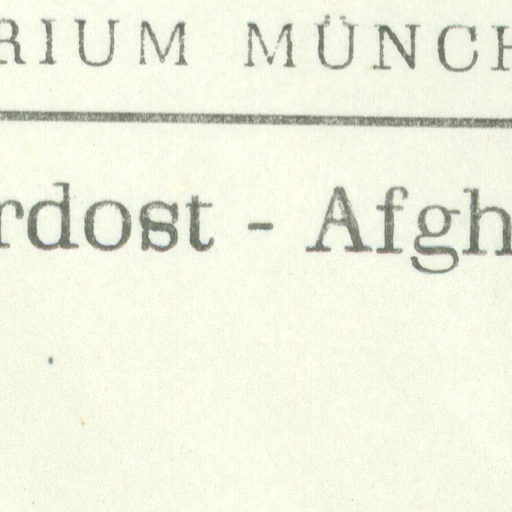 RIUM MÜNCH
rdost - Afgh